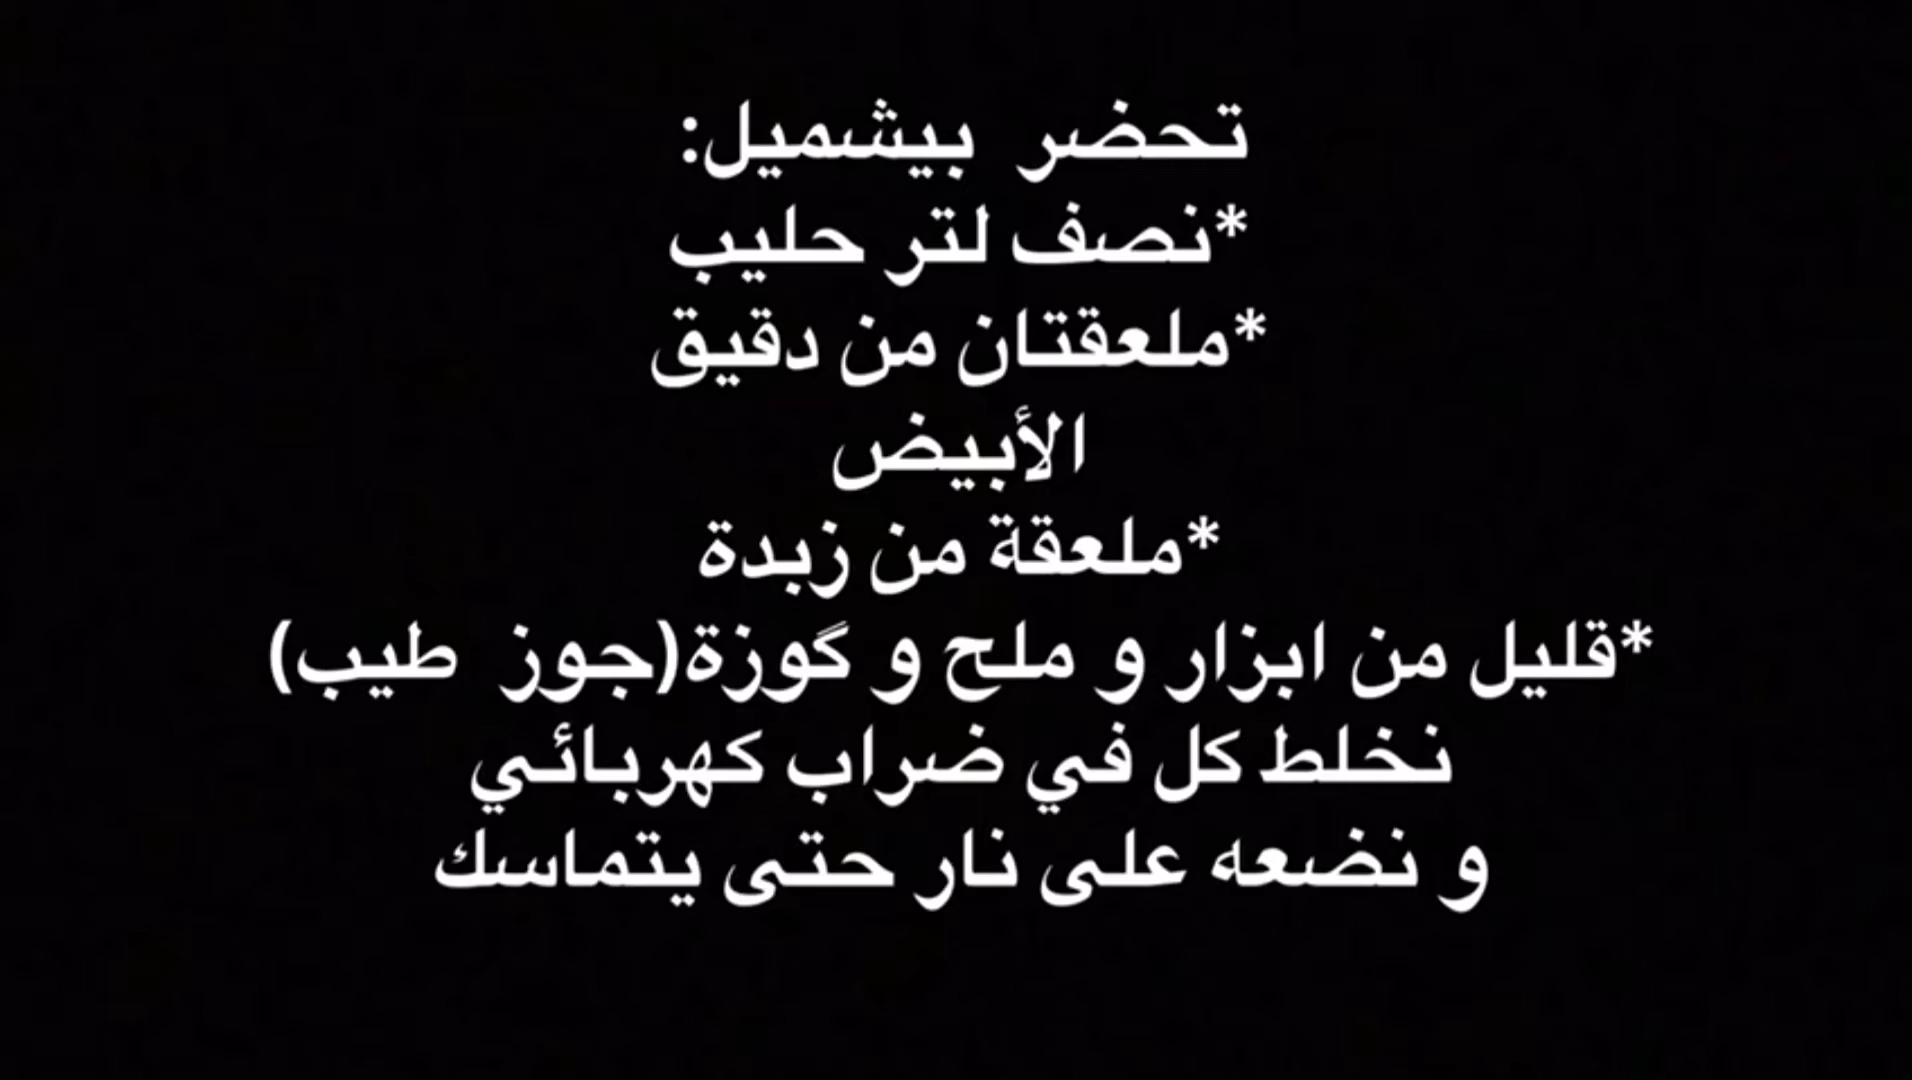 تحضر بيشميل:
*نصف لتر حليب
*ملعقتان من دقيق
الأبيض
*ملعقة من زبدة
*قليل من ابزار و ملح و گوزة(جوز طيب)
نخلط كل في ضراب كهربائي
و نضعه على نار حتى يتماسك